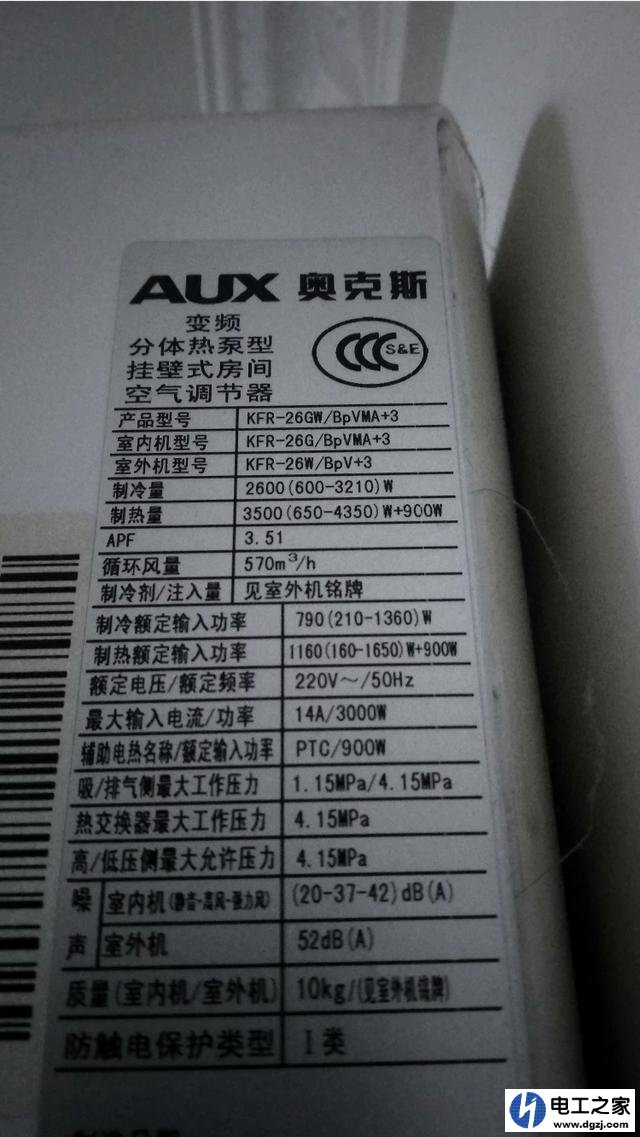 AUX 奥克斯
变频
分体热泵型
挂壁式房间
空气调节器
CCC S&E
产品型号 KFR-26GW/BpVMA+3
室内机型号 KFR-26G/BpVMA+3
室外机型号 KFR-26W/BpV+3
制冷量 2600(600-3210)W
制热量 3500(650-4350)W+900W
APF 3.51
循环风量 570m³/h
制冷剂/注入量 见室外机铭牌
制冷额定输入功率 790(210-1360)W
制热额定输入功率 1160(160-1650)W+900W
额定电压/额定频率 220V～/50Hz
最大输入电流/功率 14A/3000W
辅助电热名称/额定输入功率 PTC/900W
吸/排气侧最大工作压力 1.15MPa/4.15MPa
热交换器最大工作压力 4.15MPa
高/低压侧最大允许压力 4.15MPa
噪声 室内机(静音-高风-强力风) (20-37-42)dB(A)
室外机 52dB(A)
质量(室内机/室外机) 10kg/(见室外机铭牌)
防触电保护类型 I类
电工之家
www.dgzj.com